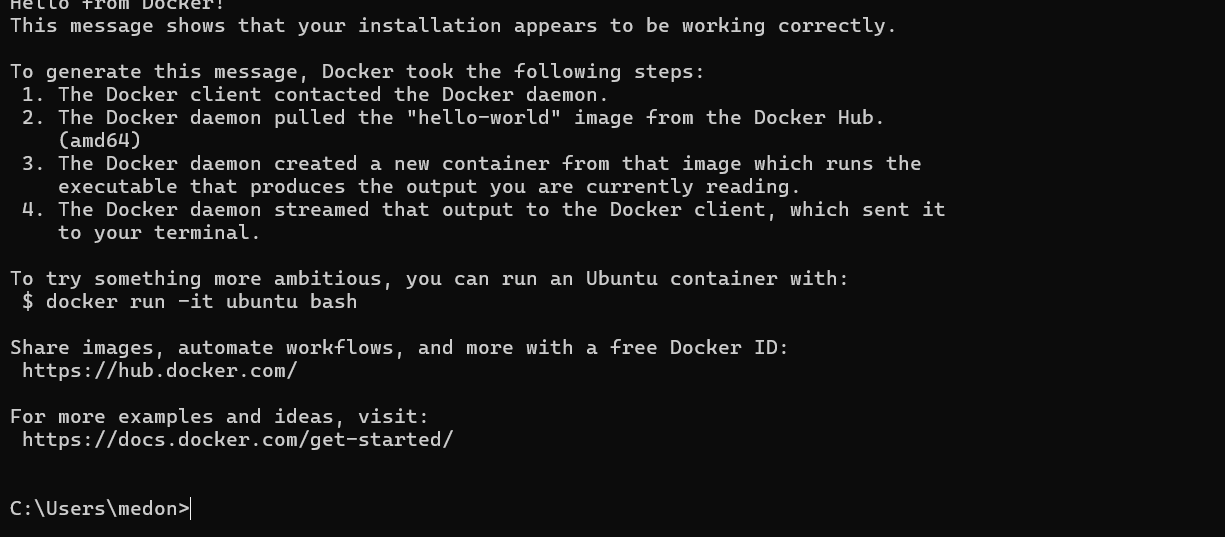 Hello from Docker!
This message shows that your installation appears to be working correctly.
To generate this message, Docker took the following steps:
1. The Docker client contacted the Docker daemon.
2. The Docker daemon pulled the "hello-world" image from the Docker Hub.
(amd64)
3. The Docker daemon created a new container from that image which runs the
executable that produces the output you are currently reading.
4. The Docker daemon streamed that output to the Docker client, which sent it
to your terminal.
To try something more ambitious, you can run an Ubuntu container with:
$ docker run -it ubuntu bash
Share images, automate workflows, and more with a free Docker ID:
https://hub.docker.com/
For more examples and ideas, visit:
https://docs.docker.com/get-started/
C:\Users\medon>